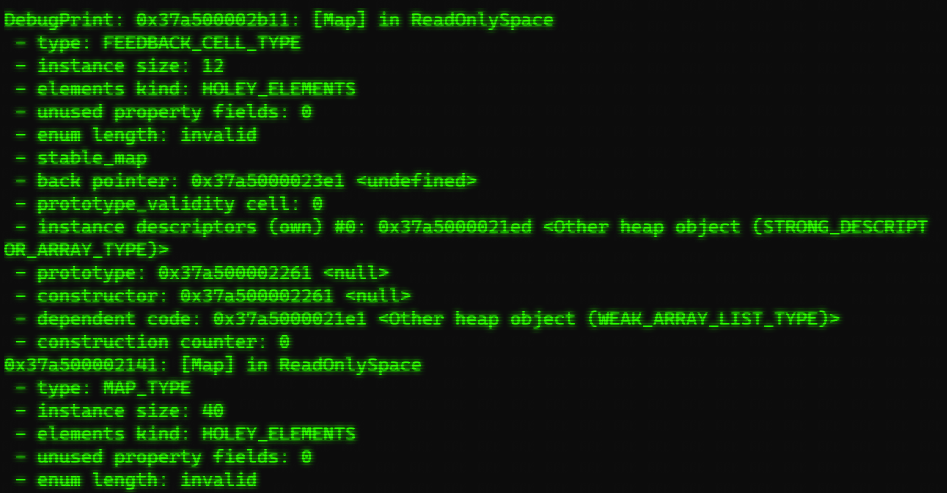 DebugPrint: 0x37a500002b11: [Map] in ReadOnlySpace
 - type: FEEDBACK_CELL_TYPE
 - instance size: 12
 - elements kind: HOLEY_ELEMENTS
 - unused property fields: 0
 - enum length: invalid
 - stable_map
 - back pointer: 0x37a5000023e1 <undefined>
 - prototype_validity cell: 0
 - instance descriptors (own) #0: 0x37a5000021ed <Other heap object (STRONG_DESCRIPT
OR_ARRAY_TYPE)>
 - prototype: 0x37a500002261 <null>
 - constructor: 0x37a500002261 <null>
 - dependent code: 0x37a5000021e1 <Other heap object (WEAK_ARRAY_LIST_TYPE)>
 - construction counter: 0
0x37a500002141: [Map] in ReadOnlySpace
 - type: MAP_TYPE
 - instance size: 40
 - elements kind: HOLEY_ELEMENTS
 - unused property fields: 0
 - enum length: invalid